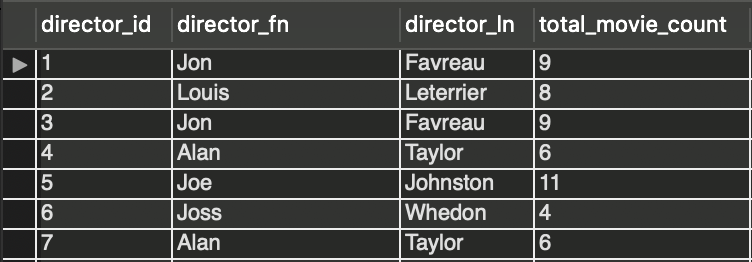 director_id director_fn director_ln total_movie_count
1 Jon Favreau 9
2 Louis Leterrier 8
3 Jon Favreau 9
4 Alan Taylor 6
5 Joe Johnston 11
6 Joss Whedon 4
7 Alan Taylor 6